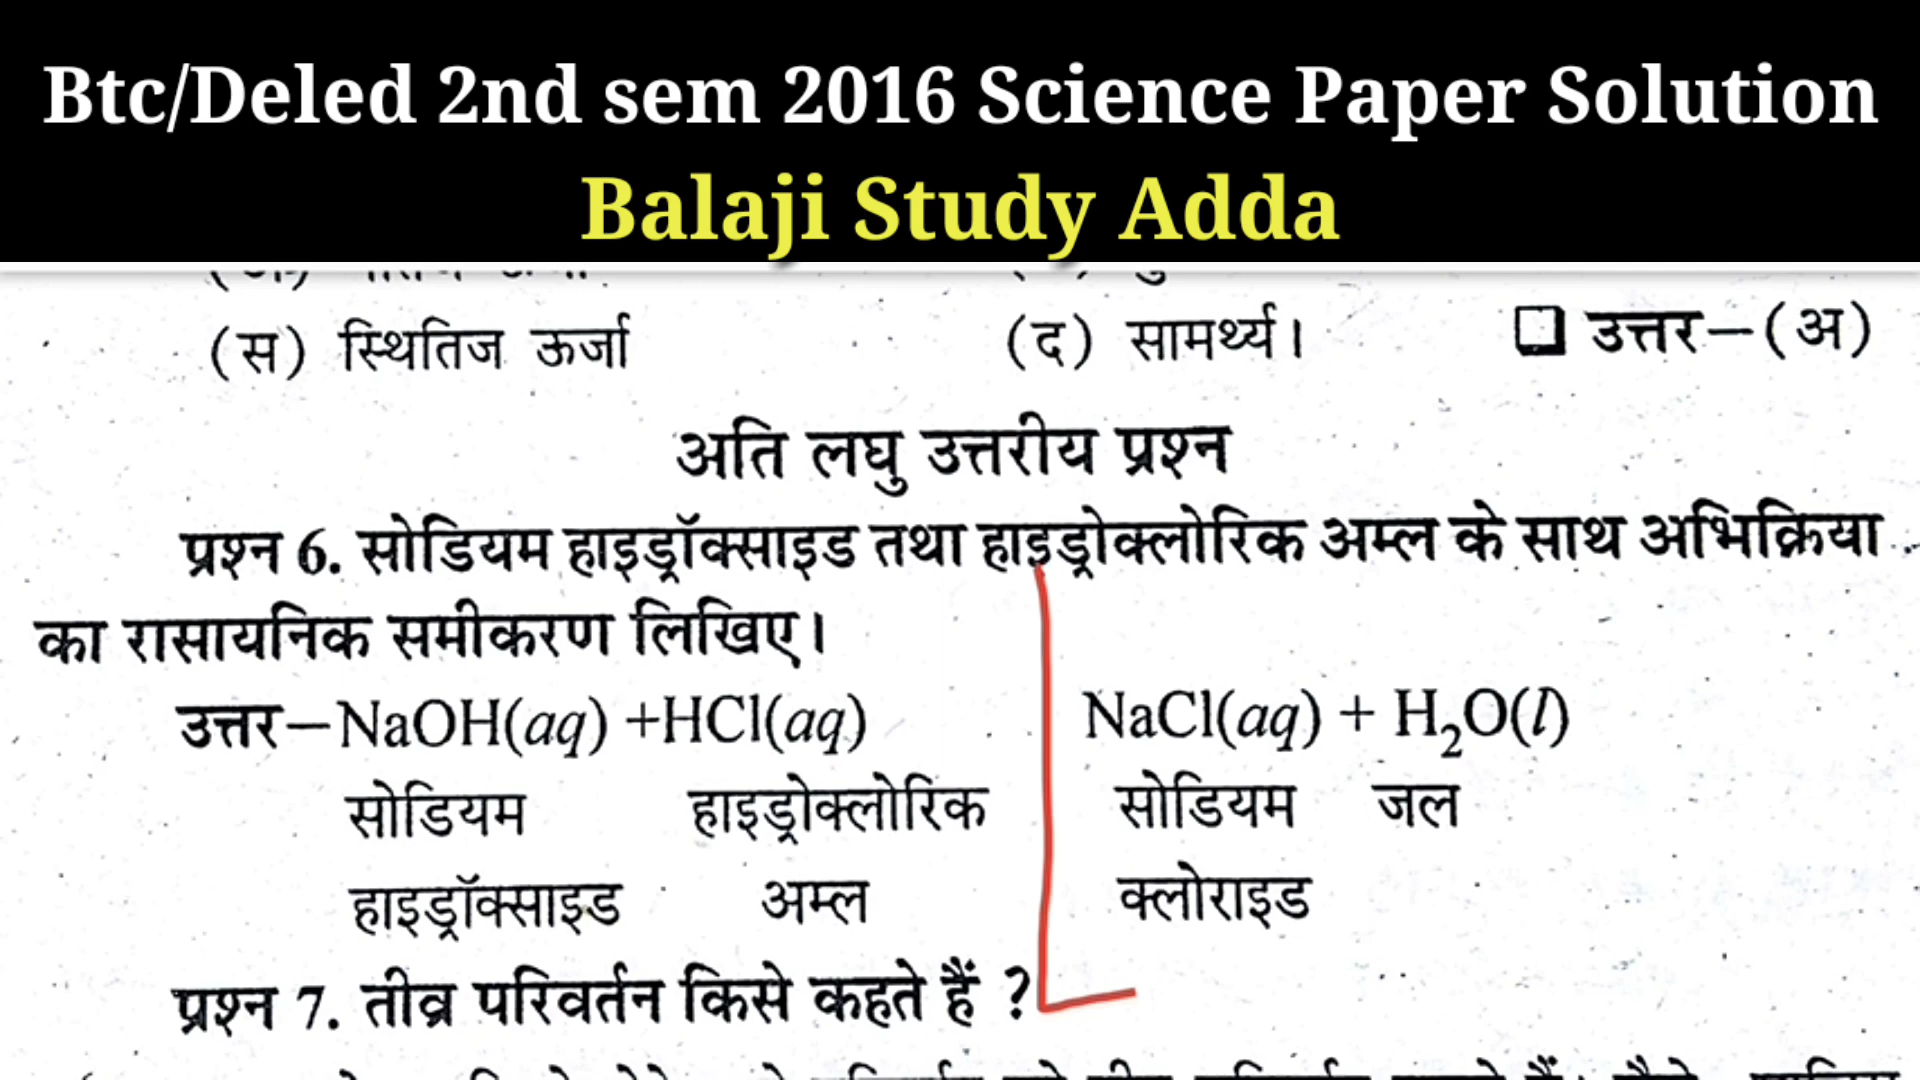 Btc/Deled 2nd sem 2016 Science Paper Solution
Balaji Study Adda
(स) स्थितिज ऊर्जा (द) सामर्थ्य। ❑ उत्तर–(अ)
अति लघु उत्तरीय प्रश्न
प्रश्न 6. सोडियम हाइड्रॉक्साइड तथा हाइड्रोक्लोरिक अम्ल के साथ अभिक्रिया
का रासायनिक समीकरण लिखिए।
उत्तर–NaOH(aq) +HCl(aq) NaCl(aq) + H₂O(l)
सोडियम हाइड्रोक्लोरिक सोडियम जल
हाइड्रॉक्साइड अम्ल क्लोराइड
प्रश्न 7. तीव्र परिवर्तन किसे कहते हैं ?